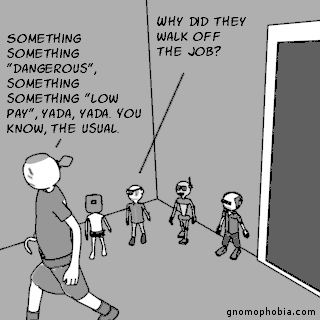 WHY DID THEY
WALK OFF
THE JOB?
SOMETHING
SOMETHING
"DANGEROUS",
SOMETHING
SOMETHING "LOW
PAY", YADA, YADA. YOU
KNOW, THE USUAL.
gnomophobia.com